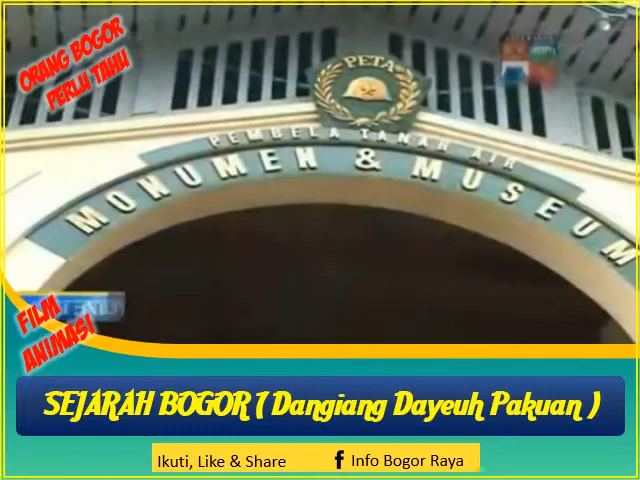 ORANG BOGOR
PERLU TAHU
PETA
PEMBELA TANAH AIR
MONUMEN & MUSEUM
FILM
ANIMASI
SEJARAH BOGOR ( Dangiang Dayeuh Pakuan )
Ikuti, Like & Share
f Info Bogor Raya